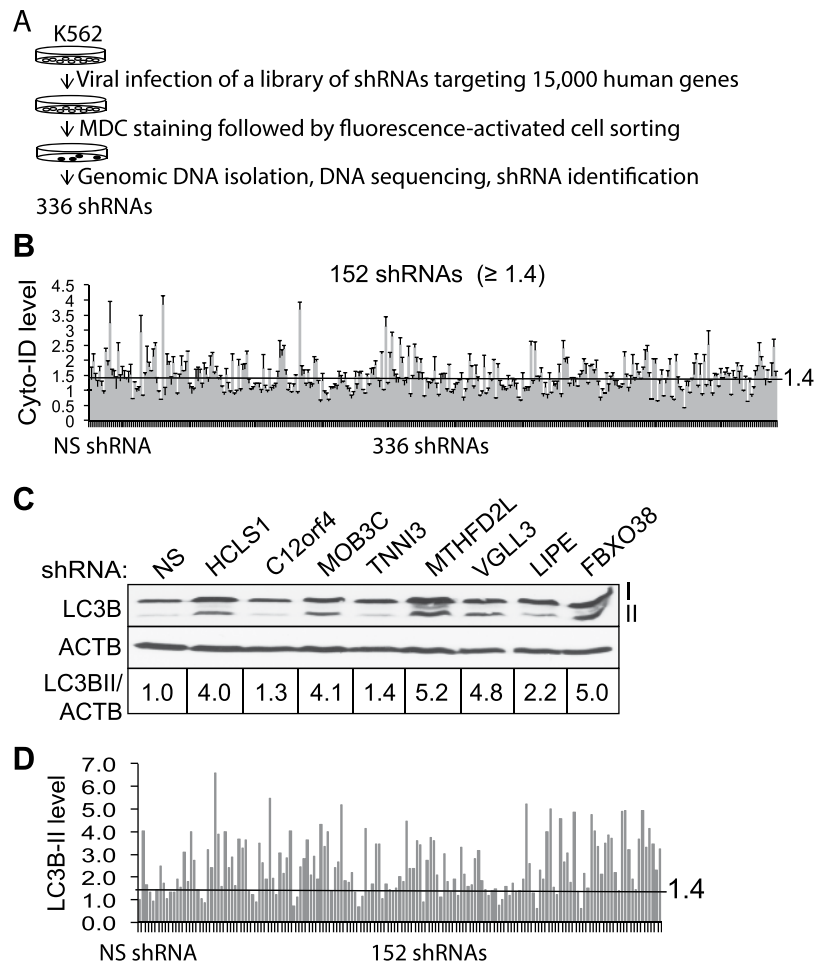 A
K562
Viral infection of a library of shRNAs targeting 15,000 human genes
MDC staining followed by fluorescence-activated cell sorting
Genomic DNA isolation, DNA sequencing, shRNA identification
336 shRNAs
B
152 shRNAs (≥ 1.4)
Cyto-ID level
4.5
4
3.5
3
2.5
2
1.5
1
0.5
0
1.4
NS shRNA 336 shRNAs
C
shRNA: NS HCLS1 C12orf4 MOB3C TNNI3 MTHFD2L VGLL3 LIPE FBXO38
LC3B I
II
ACTB
LC3BII/
ACTB
1.0 4.0 1.3 4.1 1.4 5.2 4.8 2.2 5.0
D
LC3B-II level
7.0
6.0
5.0
4.0
3.0
2.0
1.0
0.0
1.4
NS shRNA 152 shRNAs